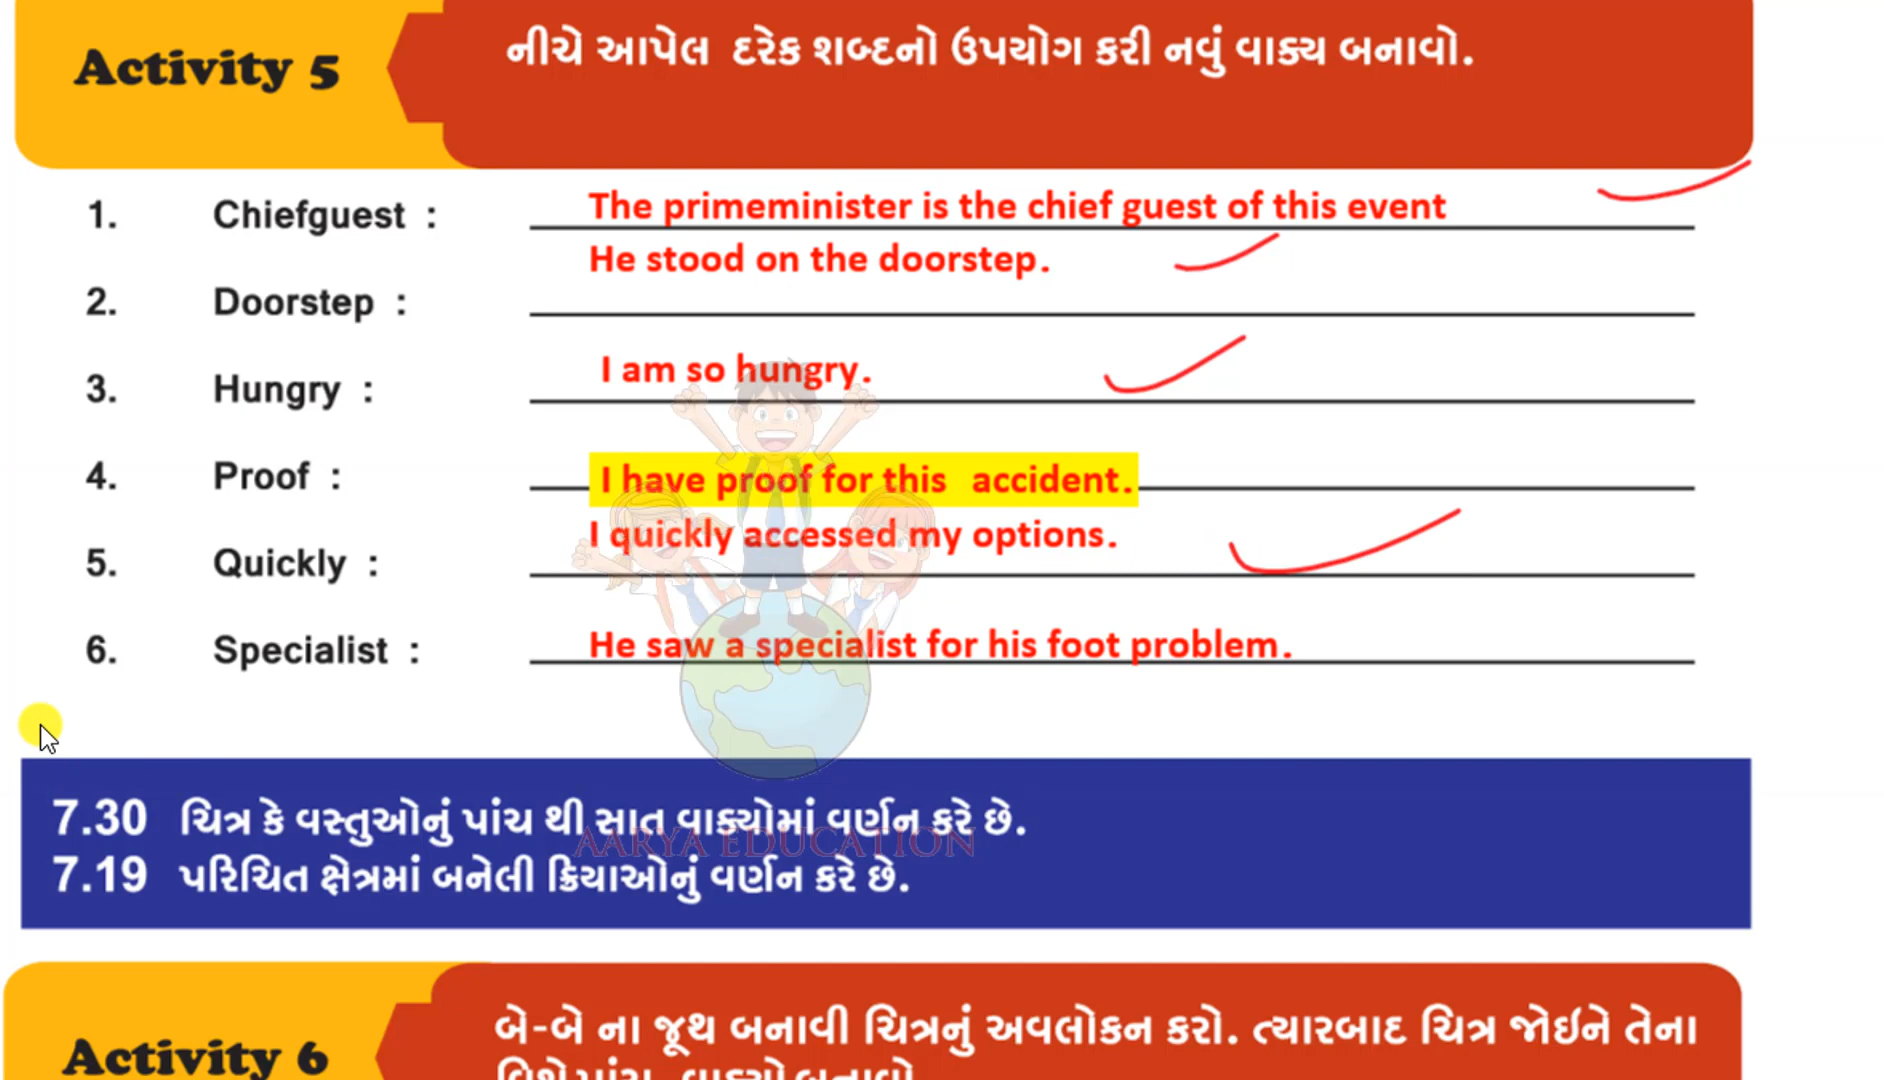 Activity 5
નીચે આપેલ દરેક શબ્દનો ઉપયોગ કરી નવું વાક્ય બનાવો.
1. Chiefguest : The primeminister is the chief guest of this event
He stood on the doorstep.
2. Doorstep :
I am so hungry.
3. Hungry :
4. Proof : I have proof for this accident.
I quickly accessed my options.
5. Quickly :
6. Specialist : He saw a specialist for his foot problem.
7.30 ચિત્ર કે વસ્તુઓનું પાંચ થી સાત વાક્યોમાં વર્ણન કરે છે.
AARYA EDUCATION
7.19 પરિચિત ક્ષેત્રમાં બનેલી ક્રિયાઓનું વર્ણન કરે છે.
Activity 6
બે-બે ના જૂથ બનાવી ચિત્રનું અવલોકન કરો. ત્યારબાદ ચિત્ર જોઈને તેના
વિશે પાંચ વાક્યો બનાવો